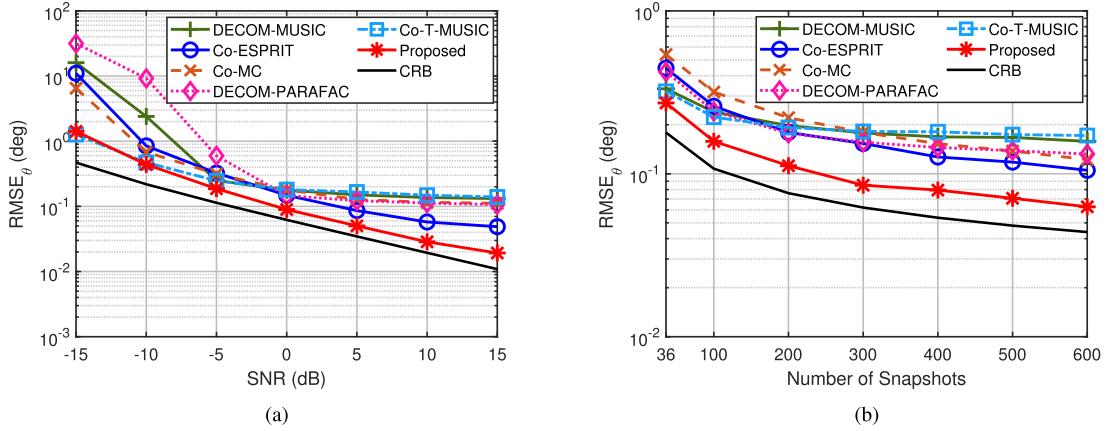 10^2
10^1
10^0
10^-1
10^-2
10^-3
RMSE_θ (deg)
DECOM-MUSIC
Co-ESPRIT
Co-MC
DECOM-PARAFAC
Co-T-MUSIC
Proposed
CRB
-15 -10 -5 0 5 10 15
SNR (dB)
(a)
10^0
10^-1
10^-2
RMSE_θ (deg)
DECOM-MUSIC
Co-ESPRIT
Co-MC
DECOM-PARAFAC
Co-T-MUSIC
Proposed
CRB
36 100 200 300 400 500 600
Number of Snapshots
(b)